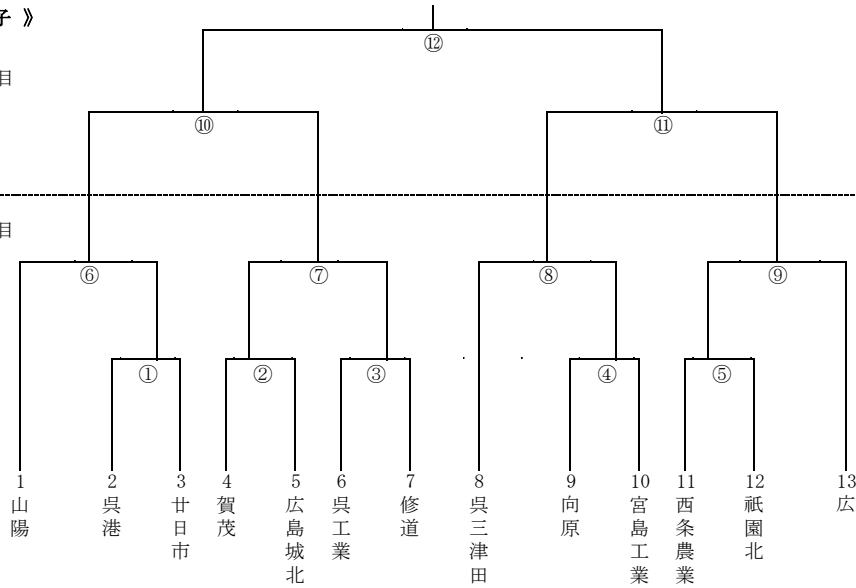 子 》
⑫
目
⑩
⑪
目
⑥
⑦
⑧
⑨
①
②
③
④
⑤
1 2 3 4 5 6 7 8 9 10 11 12 13
山陽
呉港
廿日市
賀茂
広島城北
呉工業
修道
呉三津田
向原
宮島工業
西条農業
祇園北
広